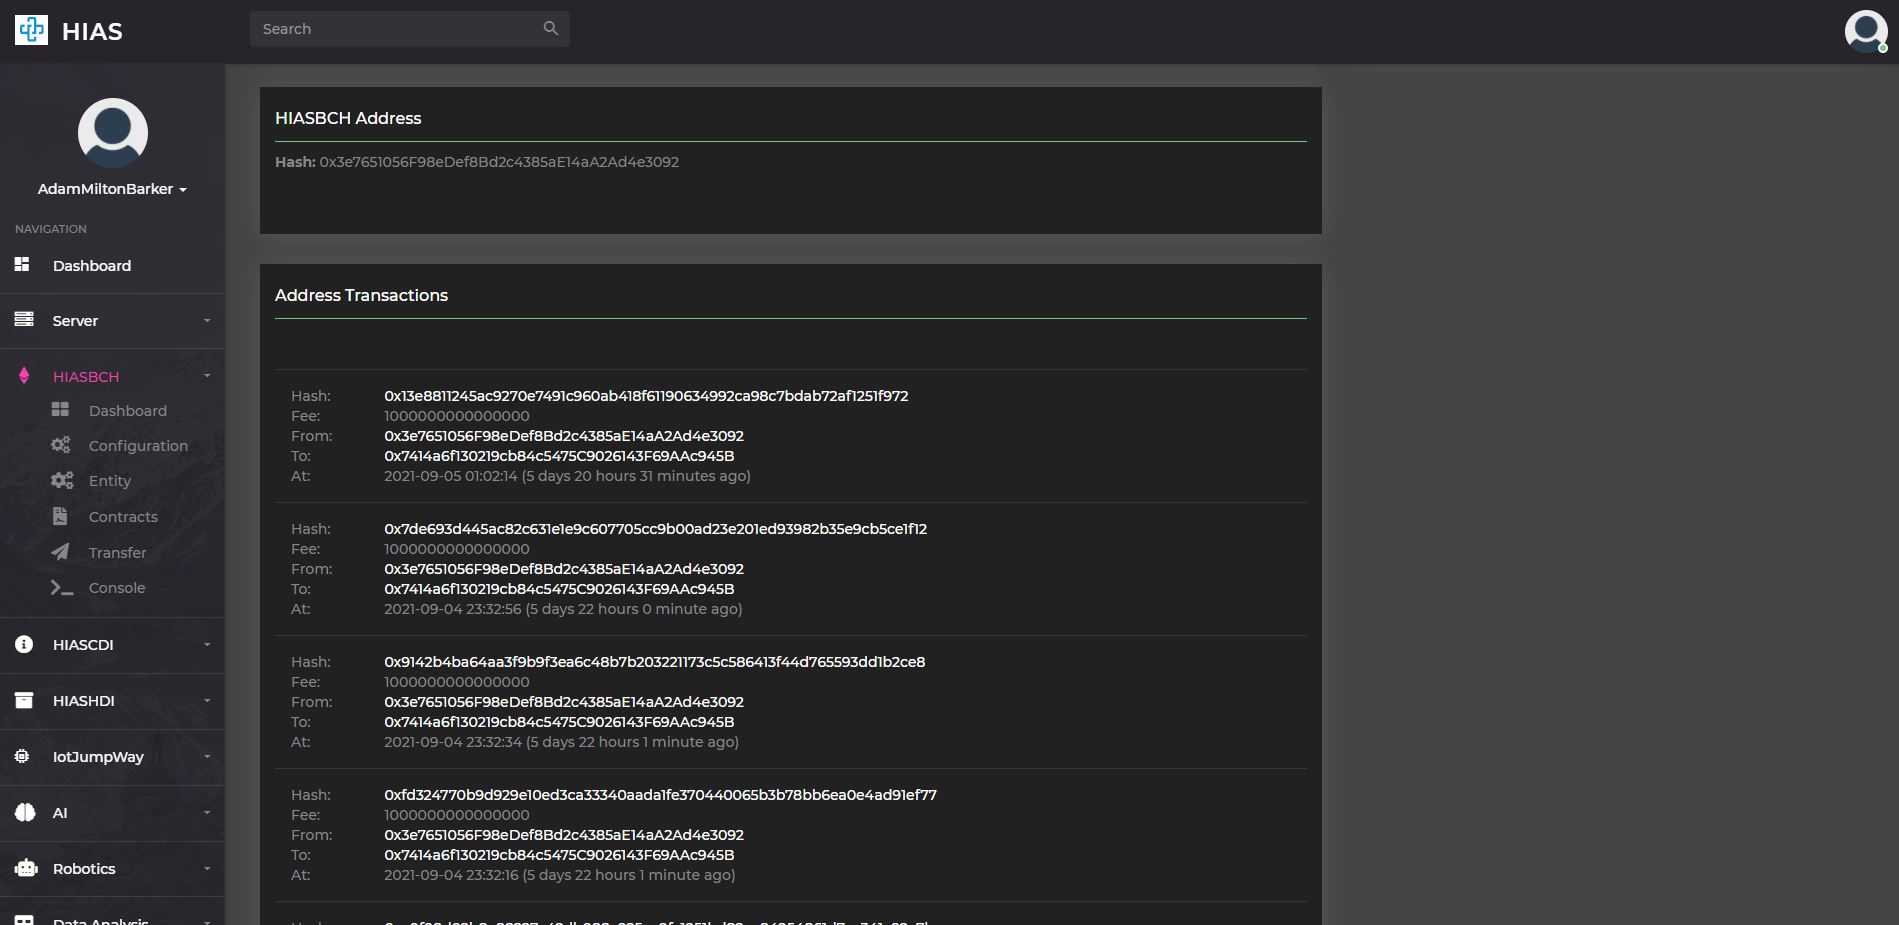 HIAS
Search
AdamMiltonBarker
NAVIGATION
Dashboard
Server
HIASBCH
Dashboard
Configuration
Entity
Contracts
Transfer
Console
HIASCDI
HIASHDI
IotJumpWay
AI
Robotics
Data Analysis
HIASBCH Address
Hash: 0x3e7651056F98eDef8Bd2c4385aE14aA2Ad4e3092
Address Transactions
Hash: 0x13e8811245ac9270e7491c960ab418f61190634992ca98c7bdab72af1251f972
Fee: 1000000000000000
From: 0x3e7651056F98eDef8Bd2c4385aE14aA2Ad4e3092
To: 0x7414a6f130219cb84c5475C9026143F69AAc945B
At: 2021-09-05 01:02:14 (5 days 20 hours 31 minutes ago)
Hash: 0x7de693d445ac82c631e1e9c607705cc9b00ad23e201ed93982b35e9cb5ce1f12
Fee: 1000000000000000
From: 0x3e7651056F98eDef8Bd2c4385aE14aA2Ad4e3092
To: 0x7414a6f130219cb84c5475C9026143F69AAc945B
At: 2021-09-04 23:32:56 (5 days 22 hours 0 minute ago)
Hash: 0x9142b4ba64aa3f9b9f3ea6c48b7b203221173c5c586413f44d765593dd1b2ce8
Fee: 1000000000000000
From: 0x3e7651056F98eDef8Bd2c4385aE14aA2Ad4e3092
To: 0x7414a6f130219cb84c5475C9026143F69AAc945B
At: 2021-09-04 23:32:34 (5 days 22 hours 1 minute ago)
Hash: 0xfd324770b9d929e10ed3ca33340aada1fe370440065b3b78bb6ea0e4ad91ef77
Fee: 1000000000000000
From: 0x3e7651056F98eDef8Bd2c4385aE14aA2Ad4e3092
To: 0x7414a6f130219cb84c5475C9026143F69AAc945B
At: 2021-09-04 23:32:16 (5 days 22 hours 1 minute ago)
Hash: